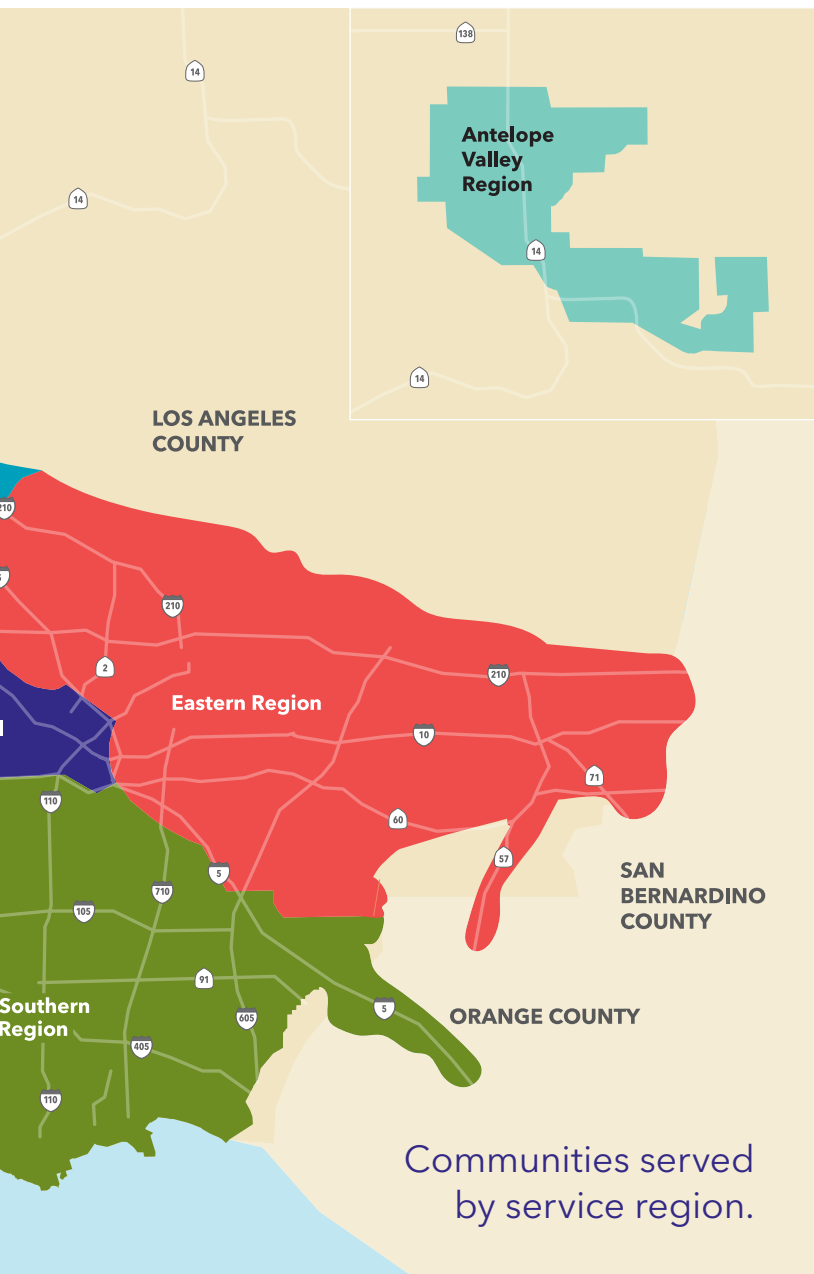 138
14
Antelope
Valley
Region
14
14
14
LOS ANGELES
COUNTY
210
210
2
210
Eastern Region
10
71
110
60
57
5
SAN
BERNARDINO
COUNTY
710
105
91
Southern
Region
605
5
ORANGE COUNTY
405
110
Communities served
by service region.